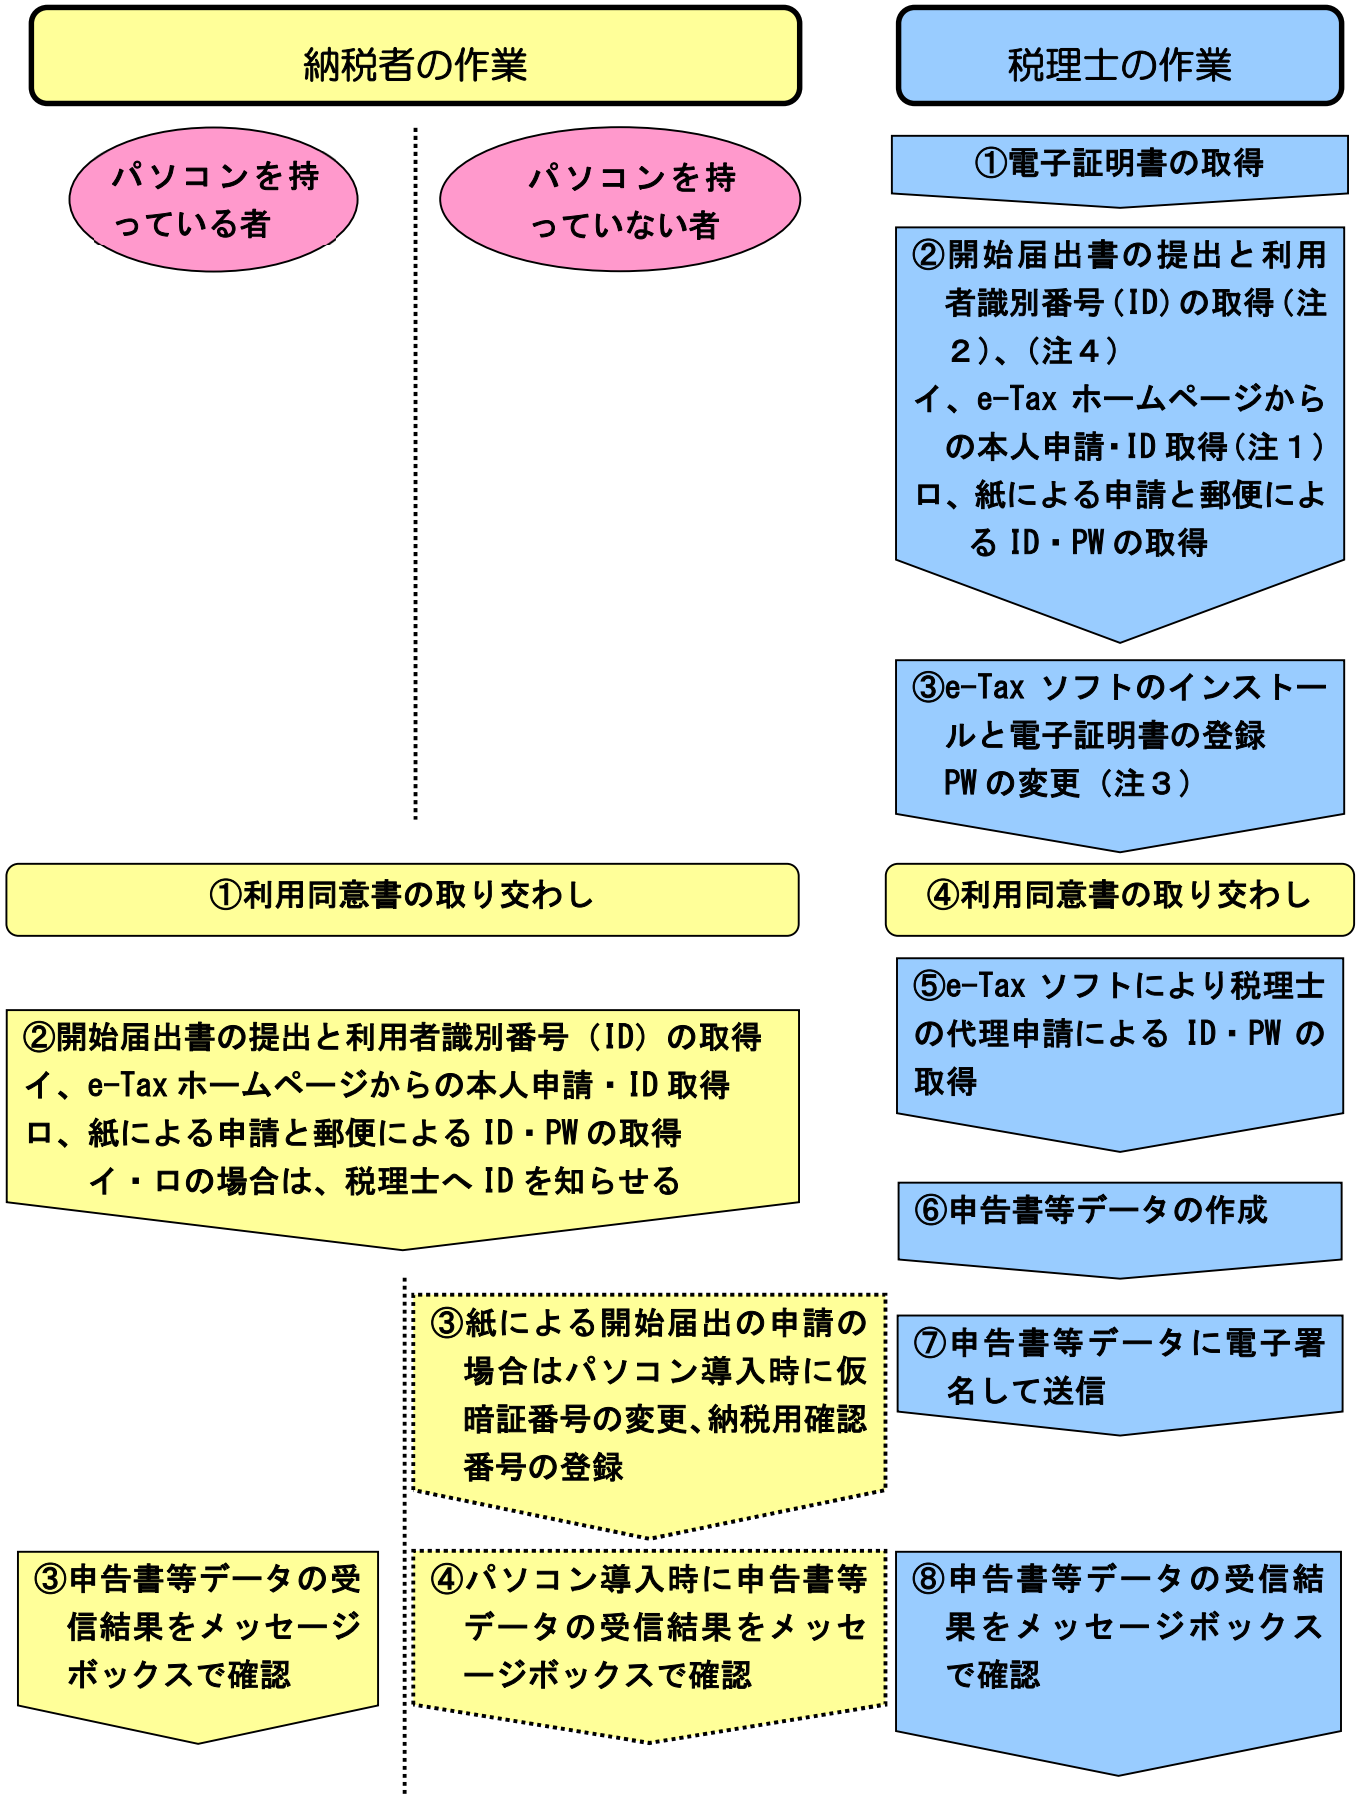 納税者の作業
税理士の作業
パソコンを持
っている者
パソコンを持
っていない者
①電子証明書の取得
②開始届出書の提出と利用
者識別番号(ID)の取得(注
２)、(注４)
イ、e-Tax ホームページから
の本人申請・ID 取得(注１)
ロ、紙による申請と郵便によ
る ID・PW の取得
③e-Tax ソフトのインストー
ルと電子証明書の登録
PW の変更（注３）
①利用同意書の取り交わし
④利用同意書の取り交わし
②開始届出書の提出と利用者識別番号（ID）の取得
イ、e-Tax ホームページからの本人申請・ID 取得
ロ、紙による申請と郵便による ID・PW の取得
イ・ロの場合は、税理士へ ID を知らせる
⑤e-Tax ソフトにより税理士
の代理申請による ID・PW の
取得
⑥申告書等データの作成
③紙による開始届出の申請の
場合はパソコン導入時に仮
暗証番号の変更、納税用確認
番号の登録
⑦申告書等データに電子署
名して送信
③申告書等データの受
信結果をメッセージ
ボックスで確認
④パソコン導入時に申告書等
データの受信結果をメッセ
ージボックスで確認
⑧申告書等データの受信結
果をメッセージボックス
で確認